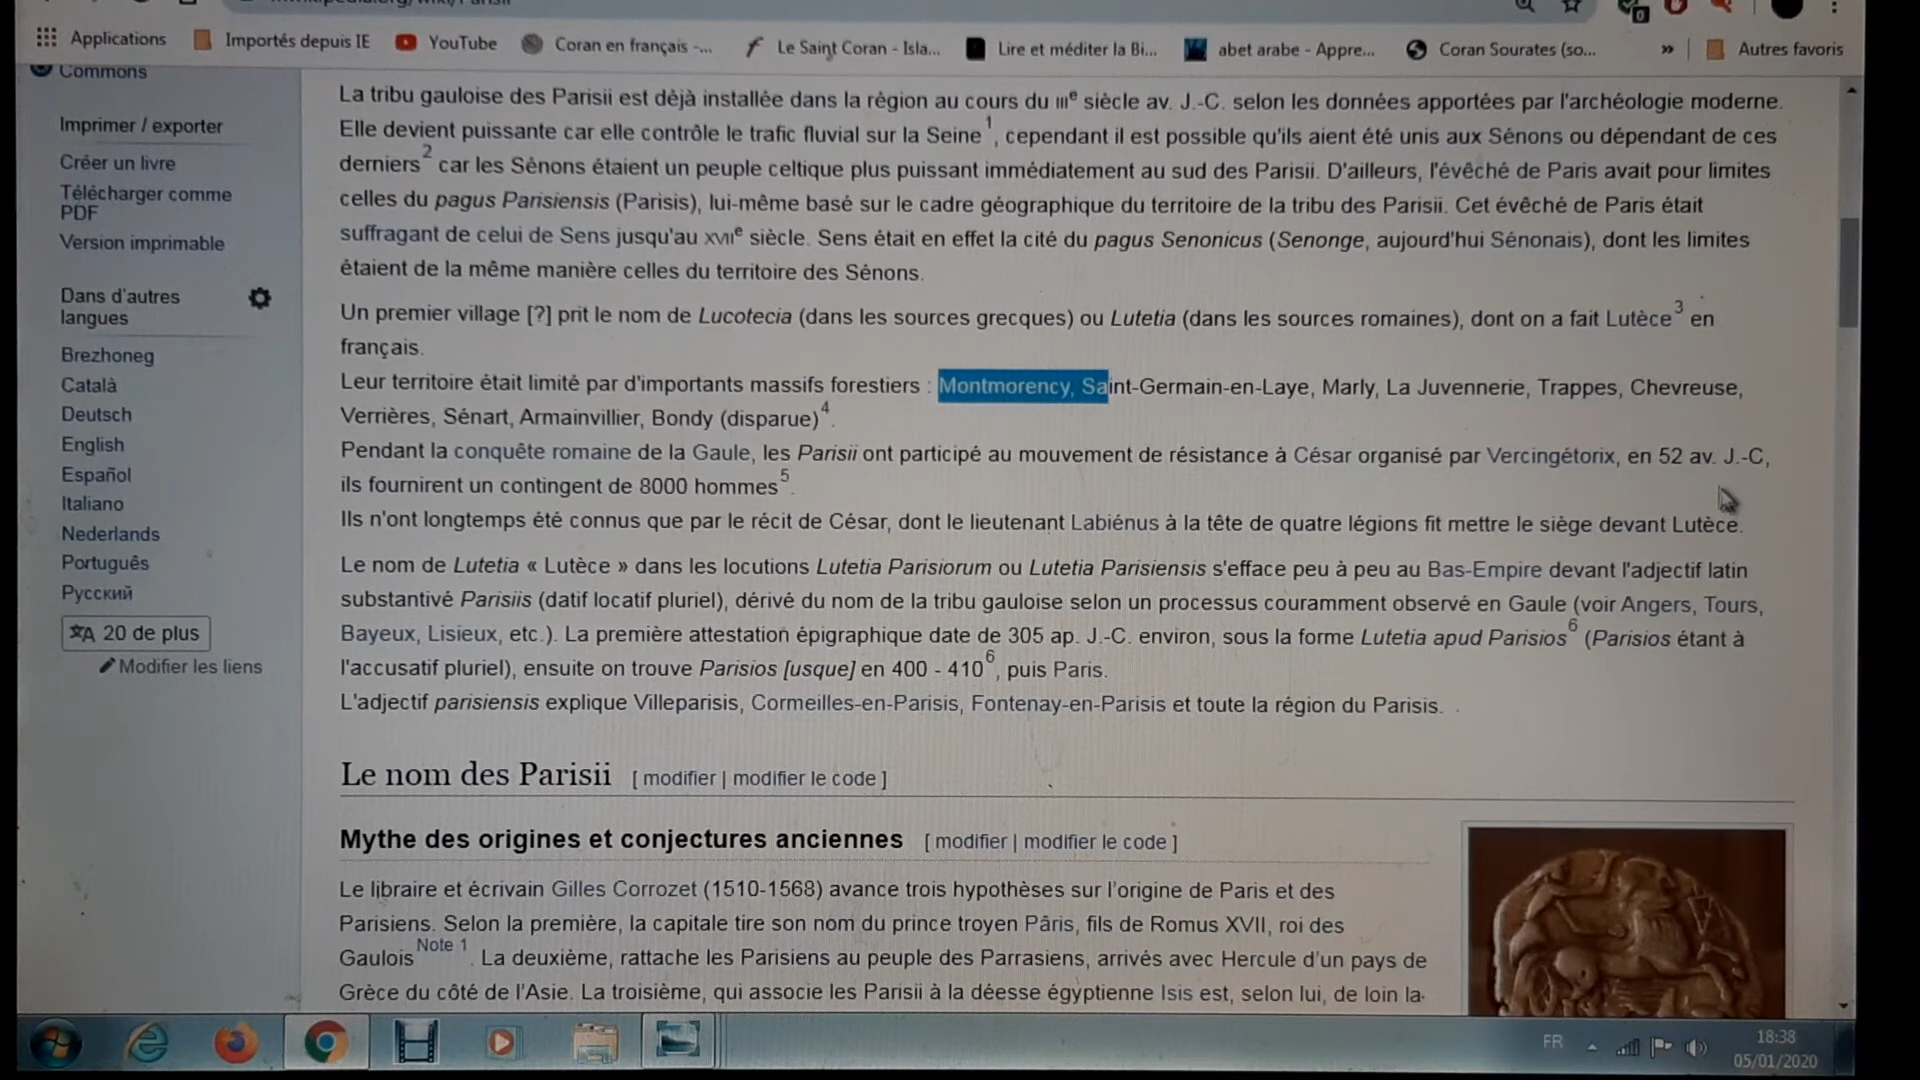 Applications Importés depuis IE YouTube Coran en français -... Le Saint Coran - Isla... Lire et méditer la Bi... abet arabe - Appre... Coran Sourates (so... » Autres favoris
Commons
Imprimer / exporter
Créer un livre
Télécharger comme
PDF
Version imprimable
Dans d'autres
langues
Brezhoneg
Català
Deutsch
English
Español
Italiano
Nederlands
Português
Русский
20 de plus
Modifier les liens
La tribu gauloise des Parisii est déjà installée dans la région au cours du IIIe siècle av. J.-C. selon les données apportées par l'archéologie moderne.
Elle devient puissante car elle contrôle le trafic fluvial sur la Seine1, cependant il est possible qu'ils aient été unis aux Sénons ou dépendant de ces
derniers2 car les Sénons étaient un peuple celtique plus puissant immédiatement au sud des Parisii. D'ailleurs, l'évêché de Paris avait pour limites
celles du pagus Parisiensis (Parisis), lui-même basé sur le cadre géographique du territoire de la tribu des Parisii. Cet évêché de Paris était
suffragant de celui de Sens jusqu'au XVIIe siècle. Sens était en effet la cité du pagus Senonicus (Senonge, aujourd'hui Sénonais), dont les limites
étaient de la même manière celles du territoire des Sénons.
Un premier village [?] prit le nom de Lucotecia (dans les sources grecques) ou Lutetia (dans les sources romaines), dont on a fait Lutèce3 en
français.
Leur territoire était limité par d'importants massifs forestiers : Montmorency, Saint-Germain-en-Laye, Marly, La Juvennerie, Trappes, Chevreuse,
Verrières, Sénart, Armainvillier, Bondy (disparue)4.
Pendant la conquête romaine de la Gaule, les Parisii ont participé au mouvement de résistance à César organisé par Vercingétorix, en 52 av. J.-C,
ils fournirent un contingent de 8000 hommes5.
Ils n'ont longtemps été connus que par le récit de César, dont le lieutenant Labiénus à la tête de quatre légions fit mettre le siège devant Lutèce.
Le nom de Lutetia « Lutèce » dans les locutions Lutetia Parisiorum ou Lutetia Parisiensis s'efface peu à peu au Bas-Empire devant l'adjectif latin
substantivé Parisiis (datif locatif pluriel), dérivé du nom de la tribu gauloise selon un processus couramment observé en Gaule (voir Angers, Tours,
Bayeux, Lisieux, etc.). La première attestation épigraphique date de 305 ap. J.-C. environ, sous la forme Lutetia apud Parisios6 (Parisios étant à
l'accusatif pluriel), ensuite on trouve Parisios [usque] en 400 - 4106, puis Paris.
L'adjectif parisiensis explique Villeparisis, Cormeilles-en-Parisis, Fontenay-en-Parisis et toute la région du Parisis.
Le nom des Parisii [ modifier | modifier le code ]
Mythe des origines et conjectures anciennes [ modifier | modifier le code ]
Le libraire et écrivain Gilles Corrozet (1510-1568) avance trois hypothèses sur l'origine de Paris et des
Parisiens. Selon la première, la capitale tire son nom du prince troyen Pâris, fils de Romus XVII, roi des
Gaulois Note 1. La deuxième, rattache les Parisiens au peuple des Parrasiens, arrivés avec Hercule d'un pays de
Grèce du côté de l'Asie. La troisième, qui associe les Parisii à la déesse égyptienne Isis est, selon lui, de loin la
FR 18:38
05/01/2020